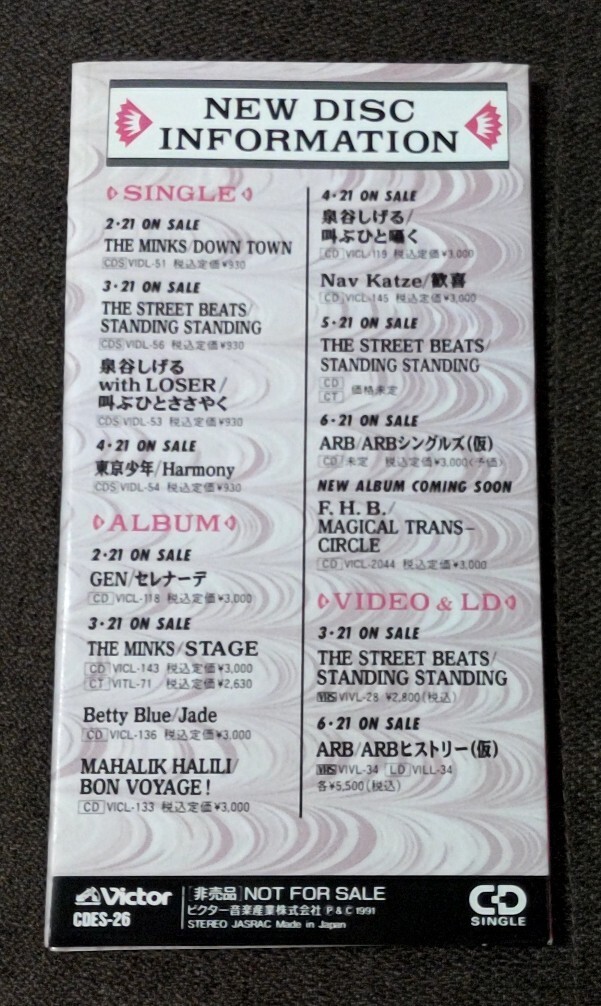 NEW DISC
INFORMATION
SINGLE
2・21 ON SALE
THE MINKS/DOWN TOWN
CDS VIDL-51 税込定価¥930
3・21 ON SALE
THE STREET BEATS/
STANDING STANDING
CDS VIDL-56 税込定価¥930
泉谷しげる
with LOSER/
叫ぶひとささやく
CDS VIDL-53 税込定価¥930
4・21 ON SALE
東京少年/Harmony
CDS VIDL-54 税込定価¥930
ALBUM
2・21 ON SALE
GEN/セレナーデ
CD VICL-118 税込定価¥3,000
3・21 ON SALE
THE MINKS/STAGE
CD VICL-143 税込定価¥3,000
CT VITL-71 税込定価¥2,630
Betty Blue/Jade
CD VICL-136 税込定価¥3,000
MAHALIK HALILI/
BON VOYAGE!
CD VICL-133 税込定価¥3,000
4・21 ON SALE
泉谷しげる/
叫ぶひと囁く
CD VICL-119 税込定価¥3,000
Nav Katze/歓喜
CD VICL-145 税込定価¥3,000
5・21 ON SALE
THE STREET BEATS/
STANDING STANDING
CD
CT 価格未定
6・21 ON SALE
ARB/ARBシングルズ(仮)
CD 未定 税込定価¥3,000(予価)
NEW ALBUM COMING SOON
F. H. B./
MAGICAL TRANS-
CIRCLE
CD VICL-2044 税込定価¥3,000
VIDEO & LD
3・21 ON SALE
THE STREET BEATS/
STANDING STANDING
VHS VIVL-28 ¥2,800(税込)
6・21 ON SALE
ARB/ARBヒストリー(仮)
VHS VIVL-34 LD VILL-34
各¥5,500(税込)
Victor [非売品] NOT FOR SALE
CDES-26 ビクター音楽産業株式会社 Ⓟ&Ⓒ 1991
STEREO JASRAC Made in Japan
CD
SINGLE